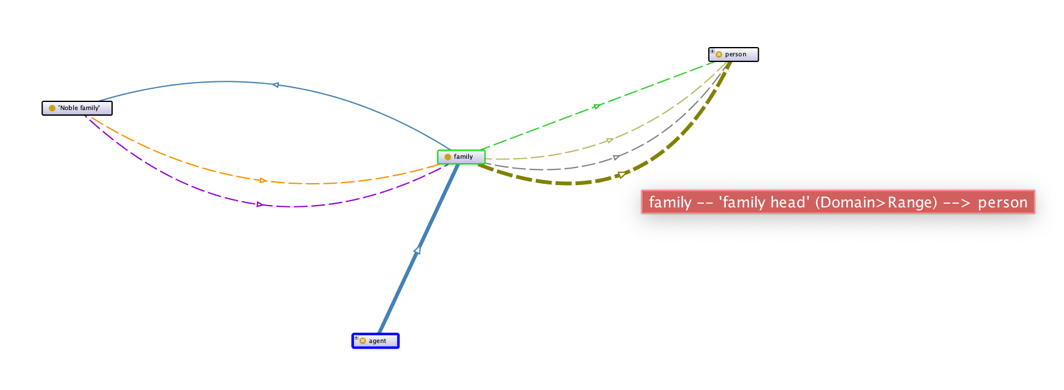 person
'Noble family'
family
family -- 'family head' (Domain>Range) --> person
agent